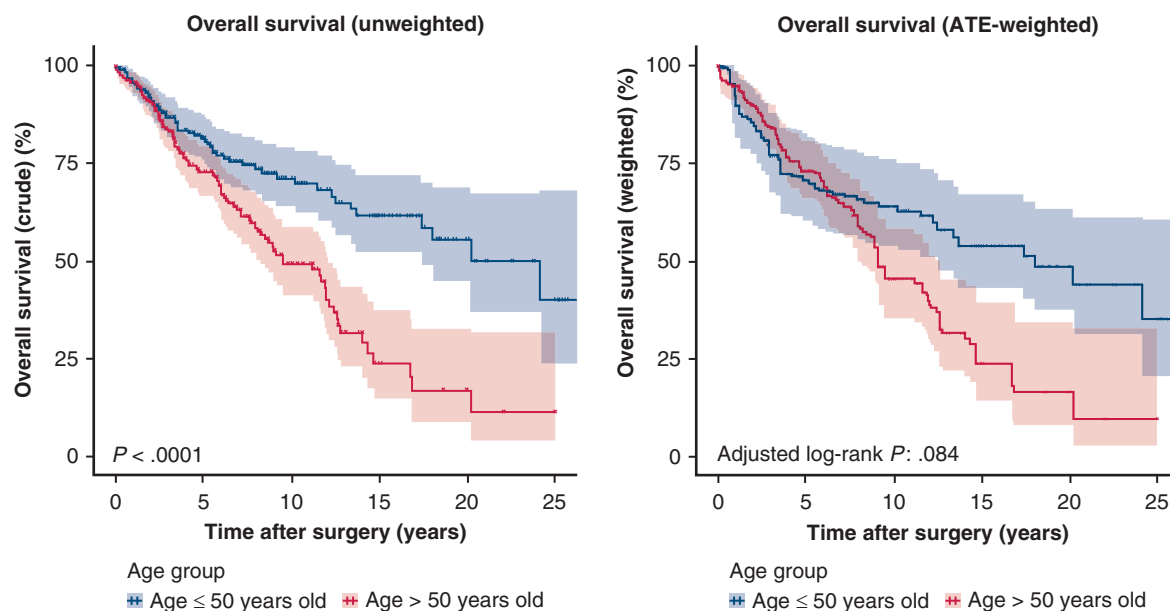 Overall survival (unweighted)
Overall survival (crude) (%)
100
75
50
25
0
P < .0001
0 5 10 15 20 25
Time after surgery (years)
Age group
Age ≤ 50 years old Age > 50 years old
Overall survival (ATE-weighted)
Overall survival (weighted) (%)
100
75
50
25
0
Adjusted log-rank P: .084
0 5 10 15 20 25
Time after surgery (years)
Age group
Age ≤ 50 years old Age > 50 years old